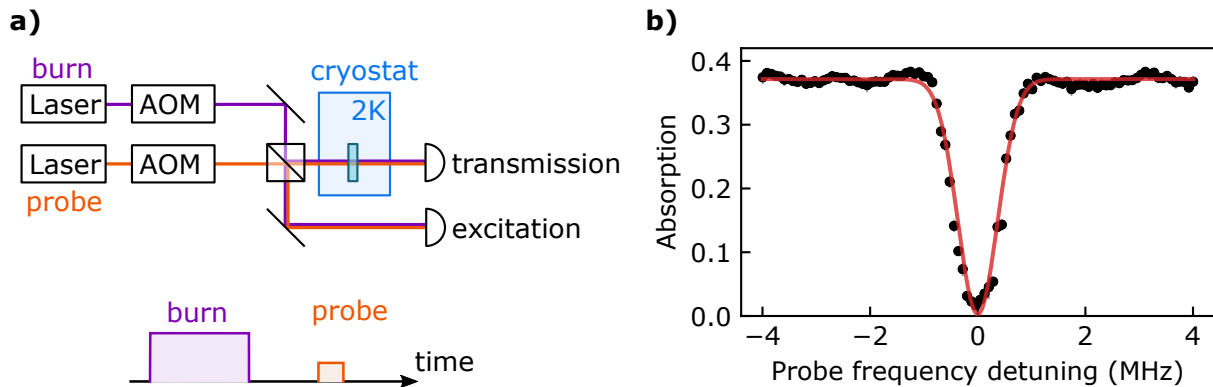 a)
burn
cryostat
Laser AOM
2K
Laser AOM
transmission
probe
excitation
burn probe
time
b)
0.4
0.3
0.2
0.1
0.0
Absorption
−4 −2 0 2 4
Probe frequency detuning (MHz)